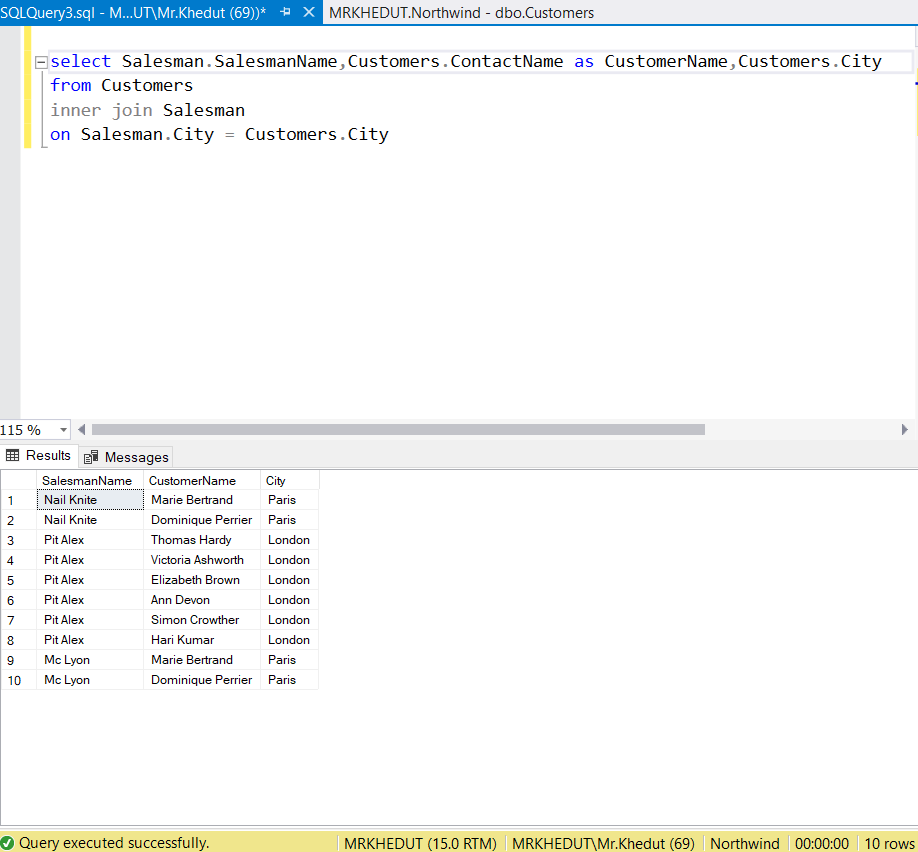 SQLQuery3.sql - M...UT\Mr.Khedut (69))* MRKHEDUT.Northwind - dbo.Customers
select Salesman.SalesmanName,Customers.ContactName as CustomerName,Customers.City
from Customers
inner join Salesman
on Salesman.City = Customers.City
115 %
Results Messages
SalesmanName CustomerName City
1 Nail Knite Marie Bertrand Paris
2 Nail Knite Dominique Perrier Paris
3 Pit Alex Thomas Hardy London
4 Pit Alex Victoria Ashworth London
5 Pit Alex Elizabeth Brown London
6 Pit Alex Ann Devon London
7 Pit Alex Simon Crowther London
8 Pit Alex Hari Kumar London
9 Mc Lyon Marie Bertrand Paris
10 Mc Lyon Dominique Perrier Paris
Query executed successfully. MRKHEDUT (15.0 RTM) MRKHEDUT\Mr.Khedut (69) Northwind 00:00:00 10 rows